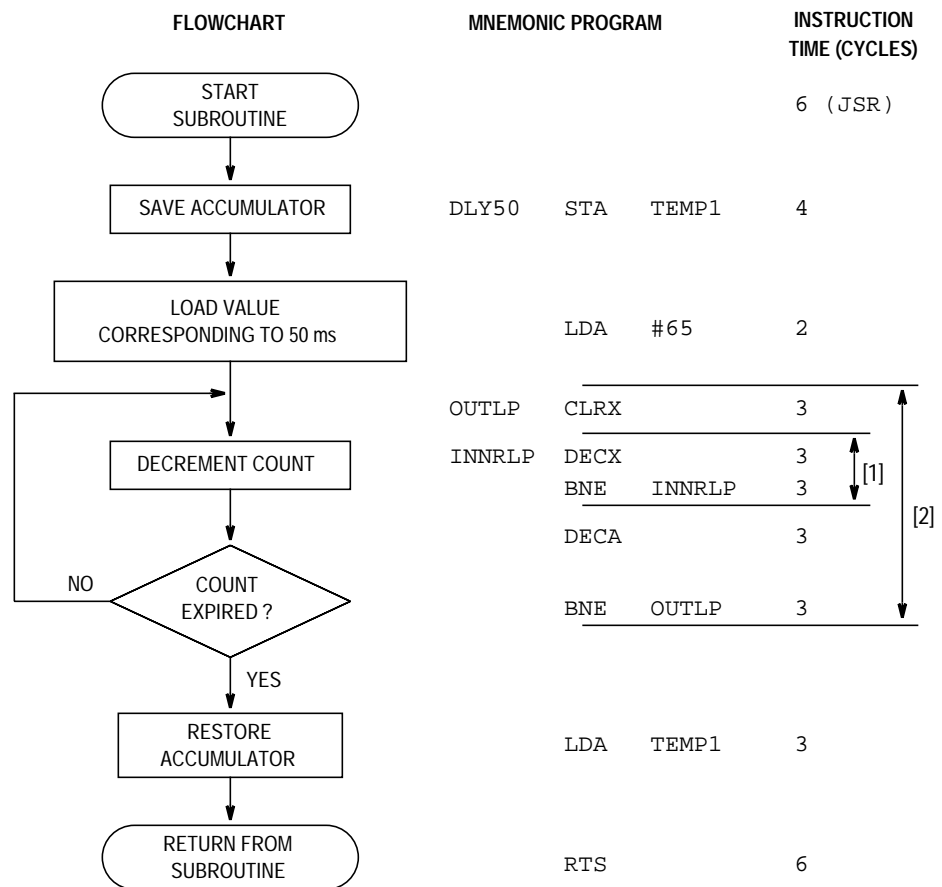 FLOWCHART MNEMONIC PROGRAM INSTRUCTION
TIME (CYCLES)
START
SUBROUTINE
6 (JSR)
SAVE ACCUMULATOR
DLY50 STA TEMP1 4
LOAD VALUE
CORRESPONDING TO 50 ms
LDA #65 2
OUTLP CLRX 3
DECREMENT COUNT
INNRLP DECX 3
BNE INNRLP 3
[1]
DECA 3
[2]
NO
COUNT
EXPIRED ?
BNE OUTLP 3
YES
RESTORE
ACCUMULATOR
LDA TEMP1 3
RETURN FROM
SUBROUTINE
RTS 6